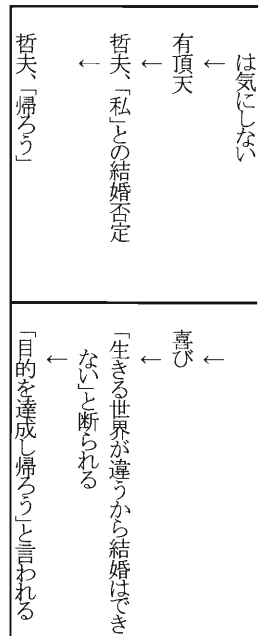 は気にしない
↓
有頂天
↓
哲夫、「私」との結婚否定
↓
哲夫、「帰ろう」
↓
喜び
↓
「生きる世界が違うから結婚はでき
ない」と断られる
↓
「目的を達成し帰ろう」と言われる